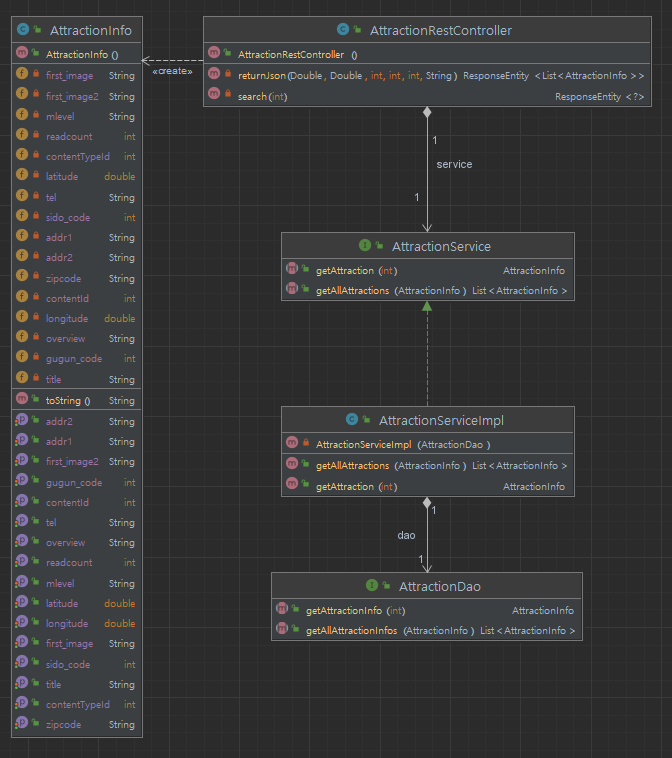 AttractionInfo
AttractionInfo ()
first_image String
first_image2 String
mlevel String
readcount int
contentTypeId int
latitude double
tel String
sido_code int
addr1 String
addr2 String
zipcode String
contentId int
longitude double
overview String
gugun_code int
title String
toString () String
addr2 String
addr1 String
first_image2 String
gugun_code int
contentId int
tel String
overview String
readcount int
mlevel String
latitude double
longitude double
first_image String
sido_code int
title String
contentTypeId int
zipcode String
«create»
AttractionRestController
AttractionRestController ()
returnJson (Double , Double , int, int, int, String ) ResponseEntity <List<AttractionInfo >>
search (int) ResponseEntity <?>
1
service
1
AttractionService
getAttraction (int) AttractionInfo
getAllAttractions (AttractionInfo ) List <AttractionInfo >
AttractionServiceImpl
AttractionServiceImpl (AttractionDao )
getAllAttractions (AttractionInfo ) List <AttractionInfo >
getAttraction (int) AttractionInfo
1
dao
1
AttractionDao
getAttractionInfo (int) AttractionInfo
getAllAttractionInfos (AttractionInfo ) List <AttractionInfo >